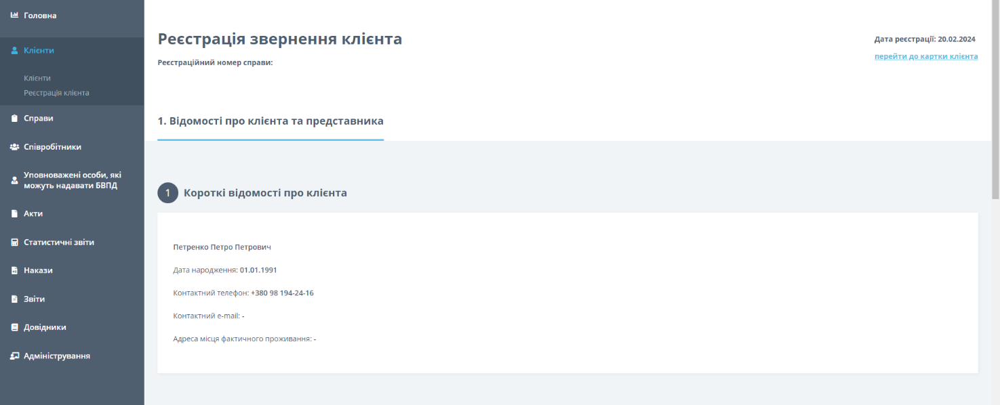 Головна
Клієнти
Клієнти
Реєстрація клієнта
Справи
Співробітники
Уповноважені особи, які
можуть надавати БВПД
Акти
Статистичні звіти
Накази
Звіти
Довідники
Адміністрування
Реєстрація звернення клієнта
Дата реєстрації: 20.02.2024
перейти до картки клієнта
Реєстраційний номер справи:
1. Відомості про клієнта та представника
1 Короткі відомості про клієнта
Петренко Петро Петрович
Дата народження: 01.01.1991
Контактний телефон: +380 98 194-24-16
Контактний e-mail: -
Адреса місця фактичного проживання: -